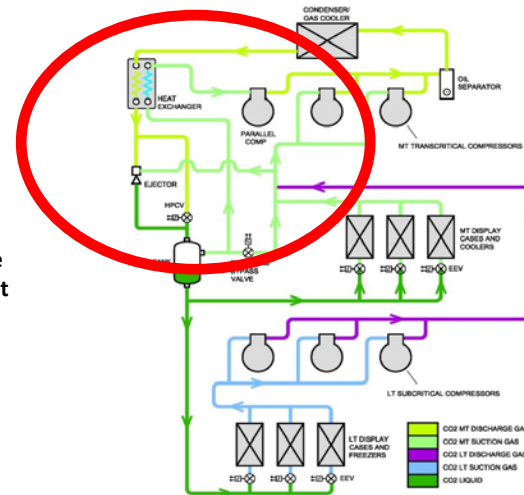 CONDENSER/
GAS COOLER
HEAT
EXCHANGER
OIL
SEPARATOR
PARALLEL
COMP
MT TRANSCRITICAL COMPRESSORS
EJECTOR
HPCV
BYPASS
VALVE
MT DISPLAY
CASES AND
COOLERS
EEV
LT SUBCRITICAL COMPRESSORS
LT DISPLAY
CASES AND
FREEZERS
EEV
CO2 MT DISCHARGE GA
CO2 MT SUCTION GAS
CO2 LT DISCHARGE GAS
CO2 LT SUCTION GAS
CO2 LIQUID
e
t